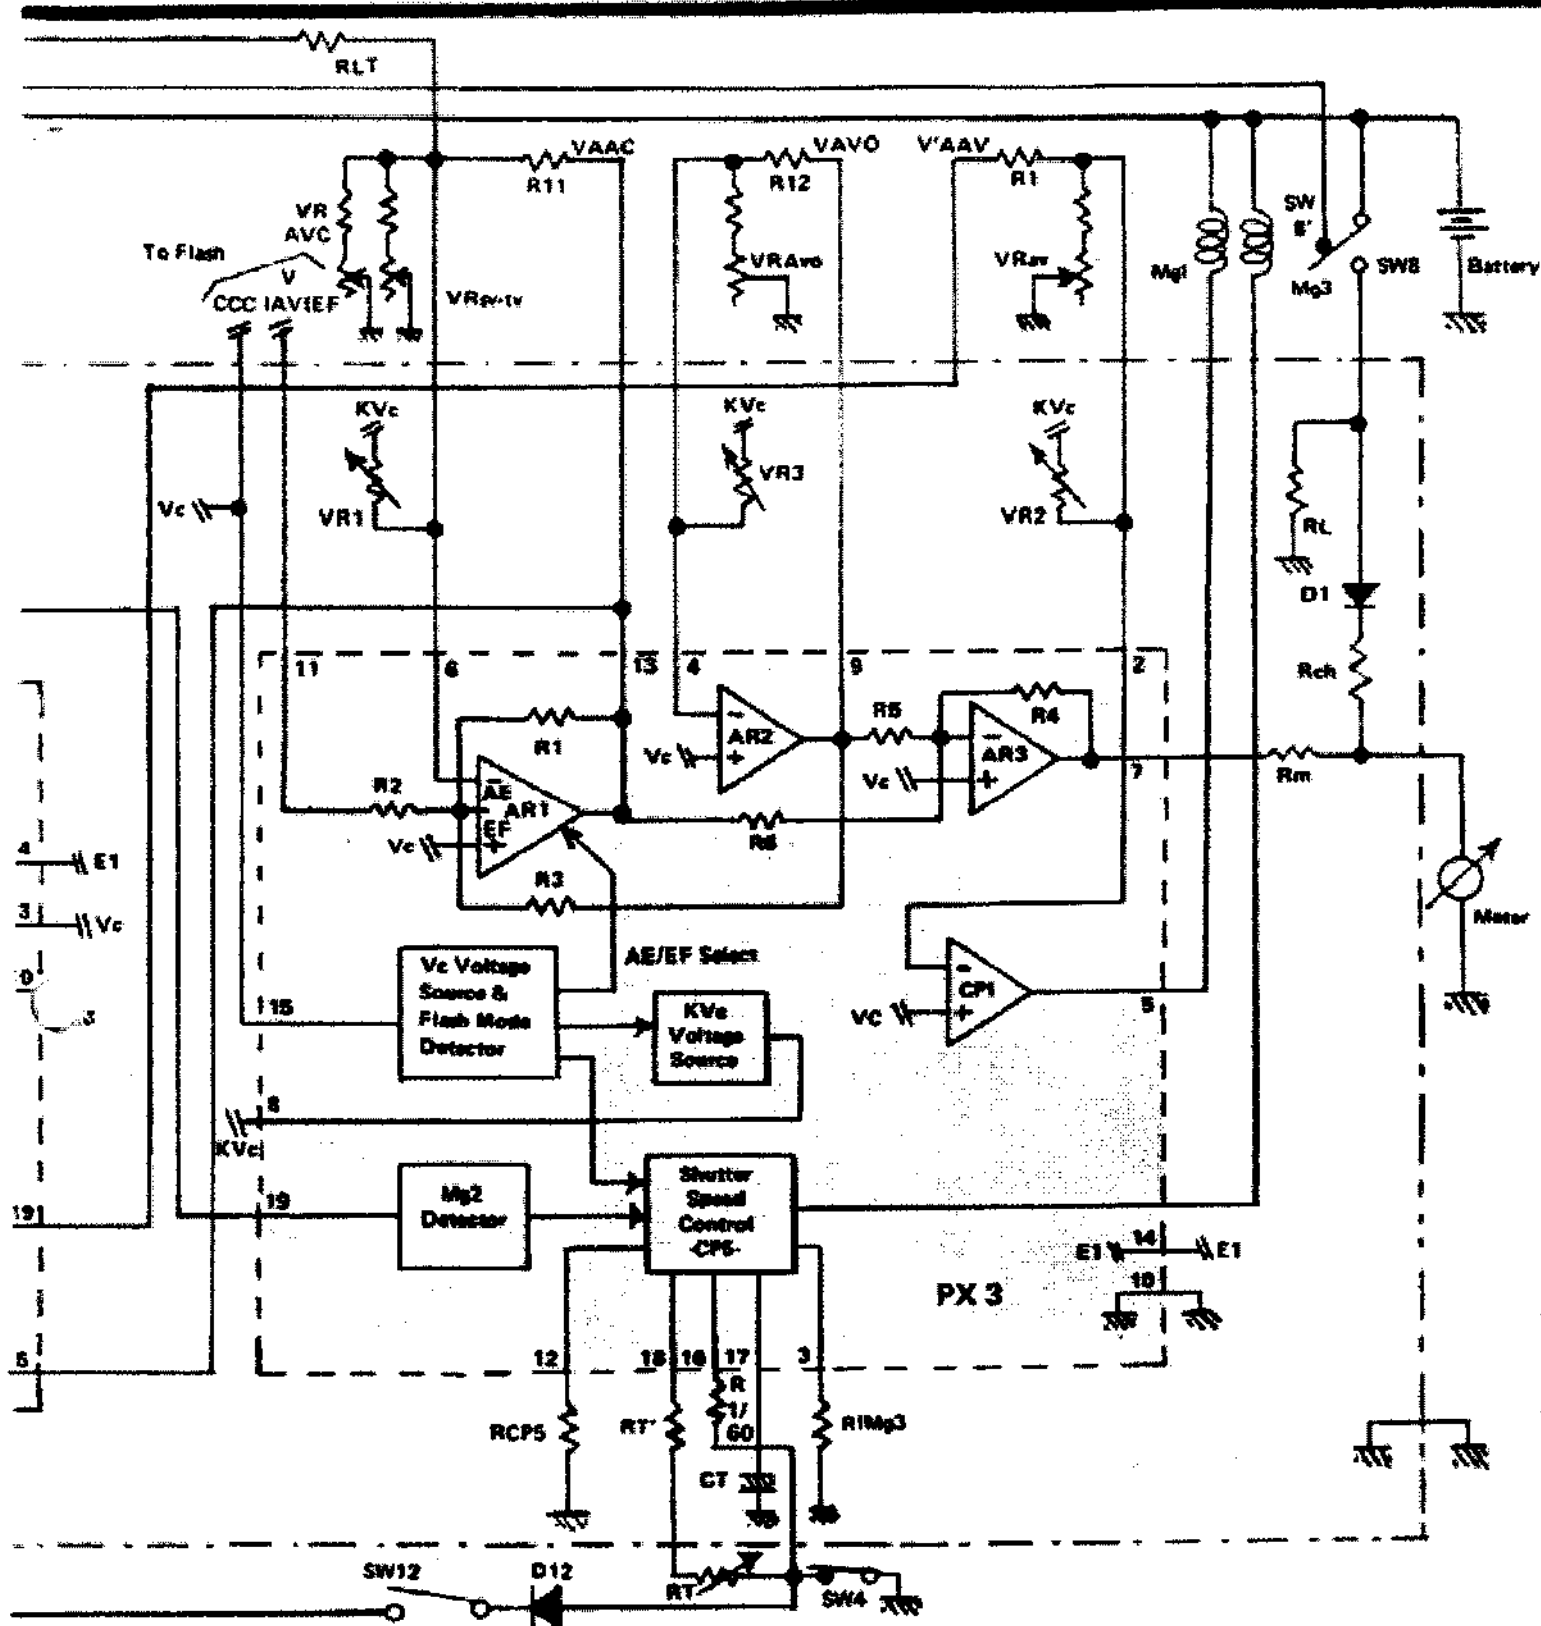 RLT
VAAC
R11
VAVO
R12
V'AAV
R1
VR
AVC
To Flash
V
CCC IAVIEF
VRsv-tv
VRAvo
VRav
Mg1
SW
Mg3
SW8
Battery
KVc
KVc
KVc
VR1
VR3
VR2
Vc
RL
D1
Rch
11
6
13
4
9
2
R1
R2
AE
AR1
EF
Vc
R3
Vc
AR2
R5
R4
AR3
Vc
R6
7
Rm
Meter
4
E1
3
Vc
AE/EF Select
Vc Voltage
Source &
Flash Mode
Detector
15
KVc
Voltage
Source
CP1
VC
5
8
KVc
19
Mg2
Detector
Shutter
Speed
Control
-CP5-
19
E1
14
E1
10
PX 3
5
12
18
16
17
3
RCP5
RT'
R
1/
60
R1Mg3
CT
SW12
D12
RT
SW4